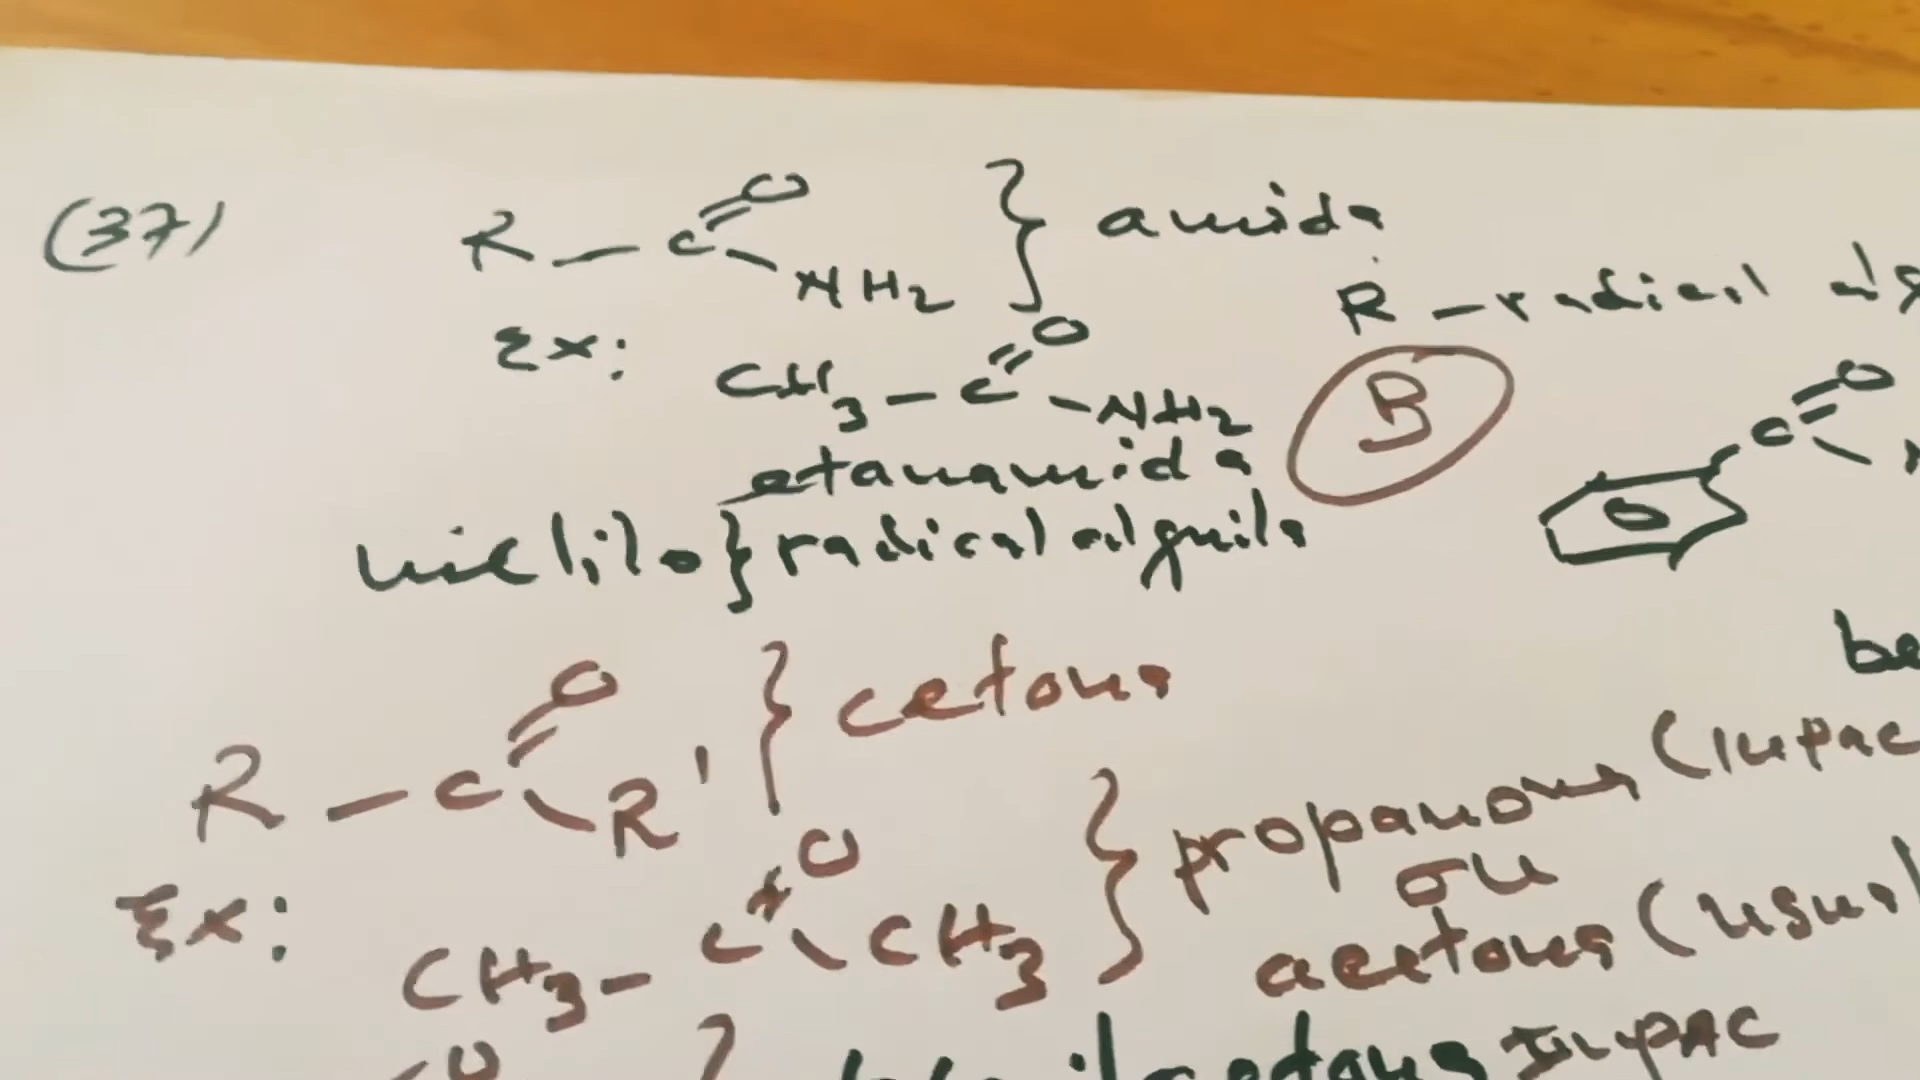 (37) R — C = O NH2 } amida
R — radical
Ex: CH3 — C = O — NH2 B C = O
etanamida
metila } radical alquila
be
R — C = O R' } cetona
Ex: CH3 — C = O CH3 } propanona (IUPAC
ou
acetona (usual
O } cetona IUPAC